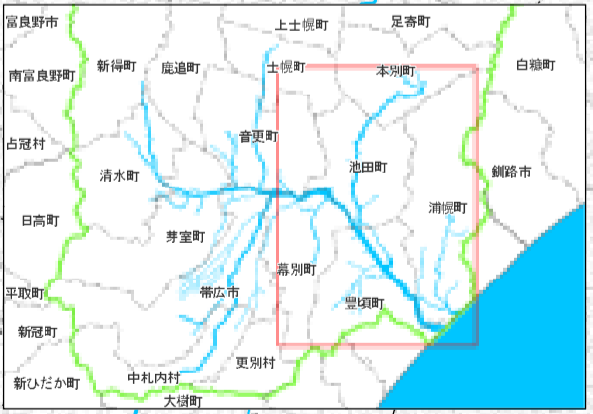 富良野市
上士幌町
足寄町
南富良野町
新得町
鹿追町
士幌町
本別町
白糠町
占冠村
音更町
清水町
池田町
釧路市
日高町
浦幌町
芽室町
幕別町
平取町
帯広市
豊頃町
新冠町
更別村
新ひだか町
中札内村
大樹町